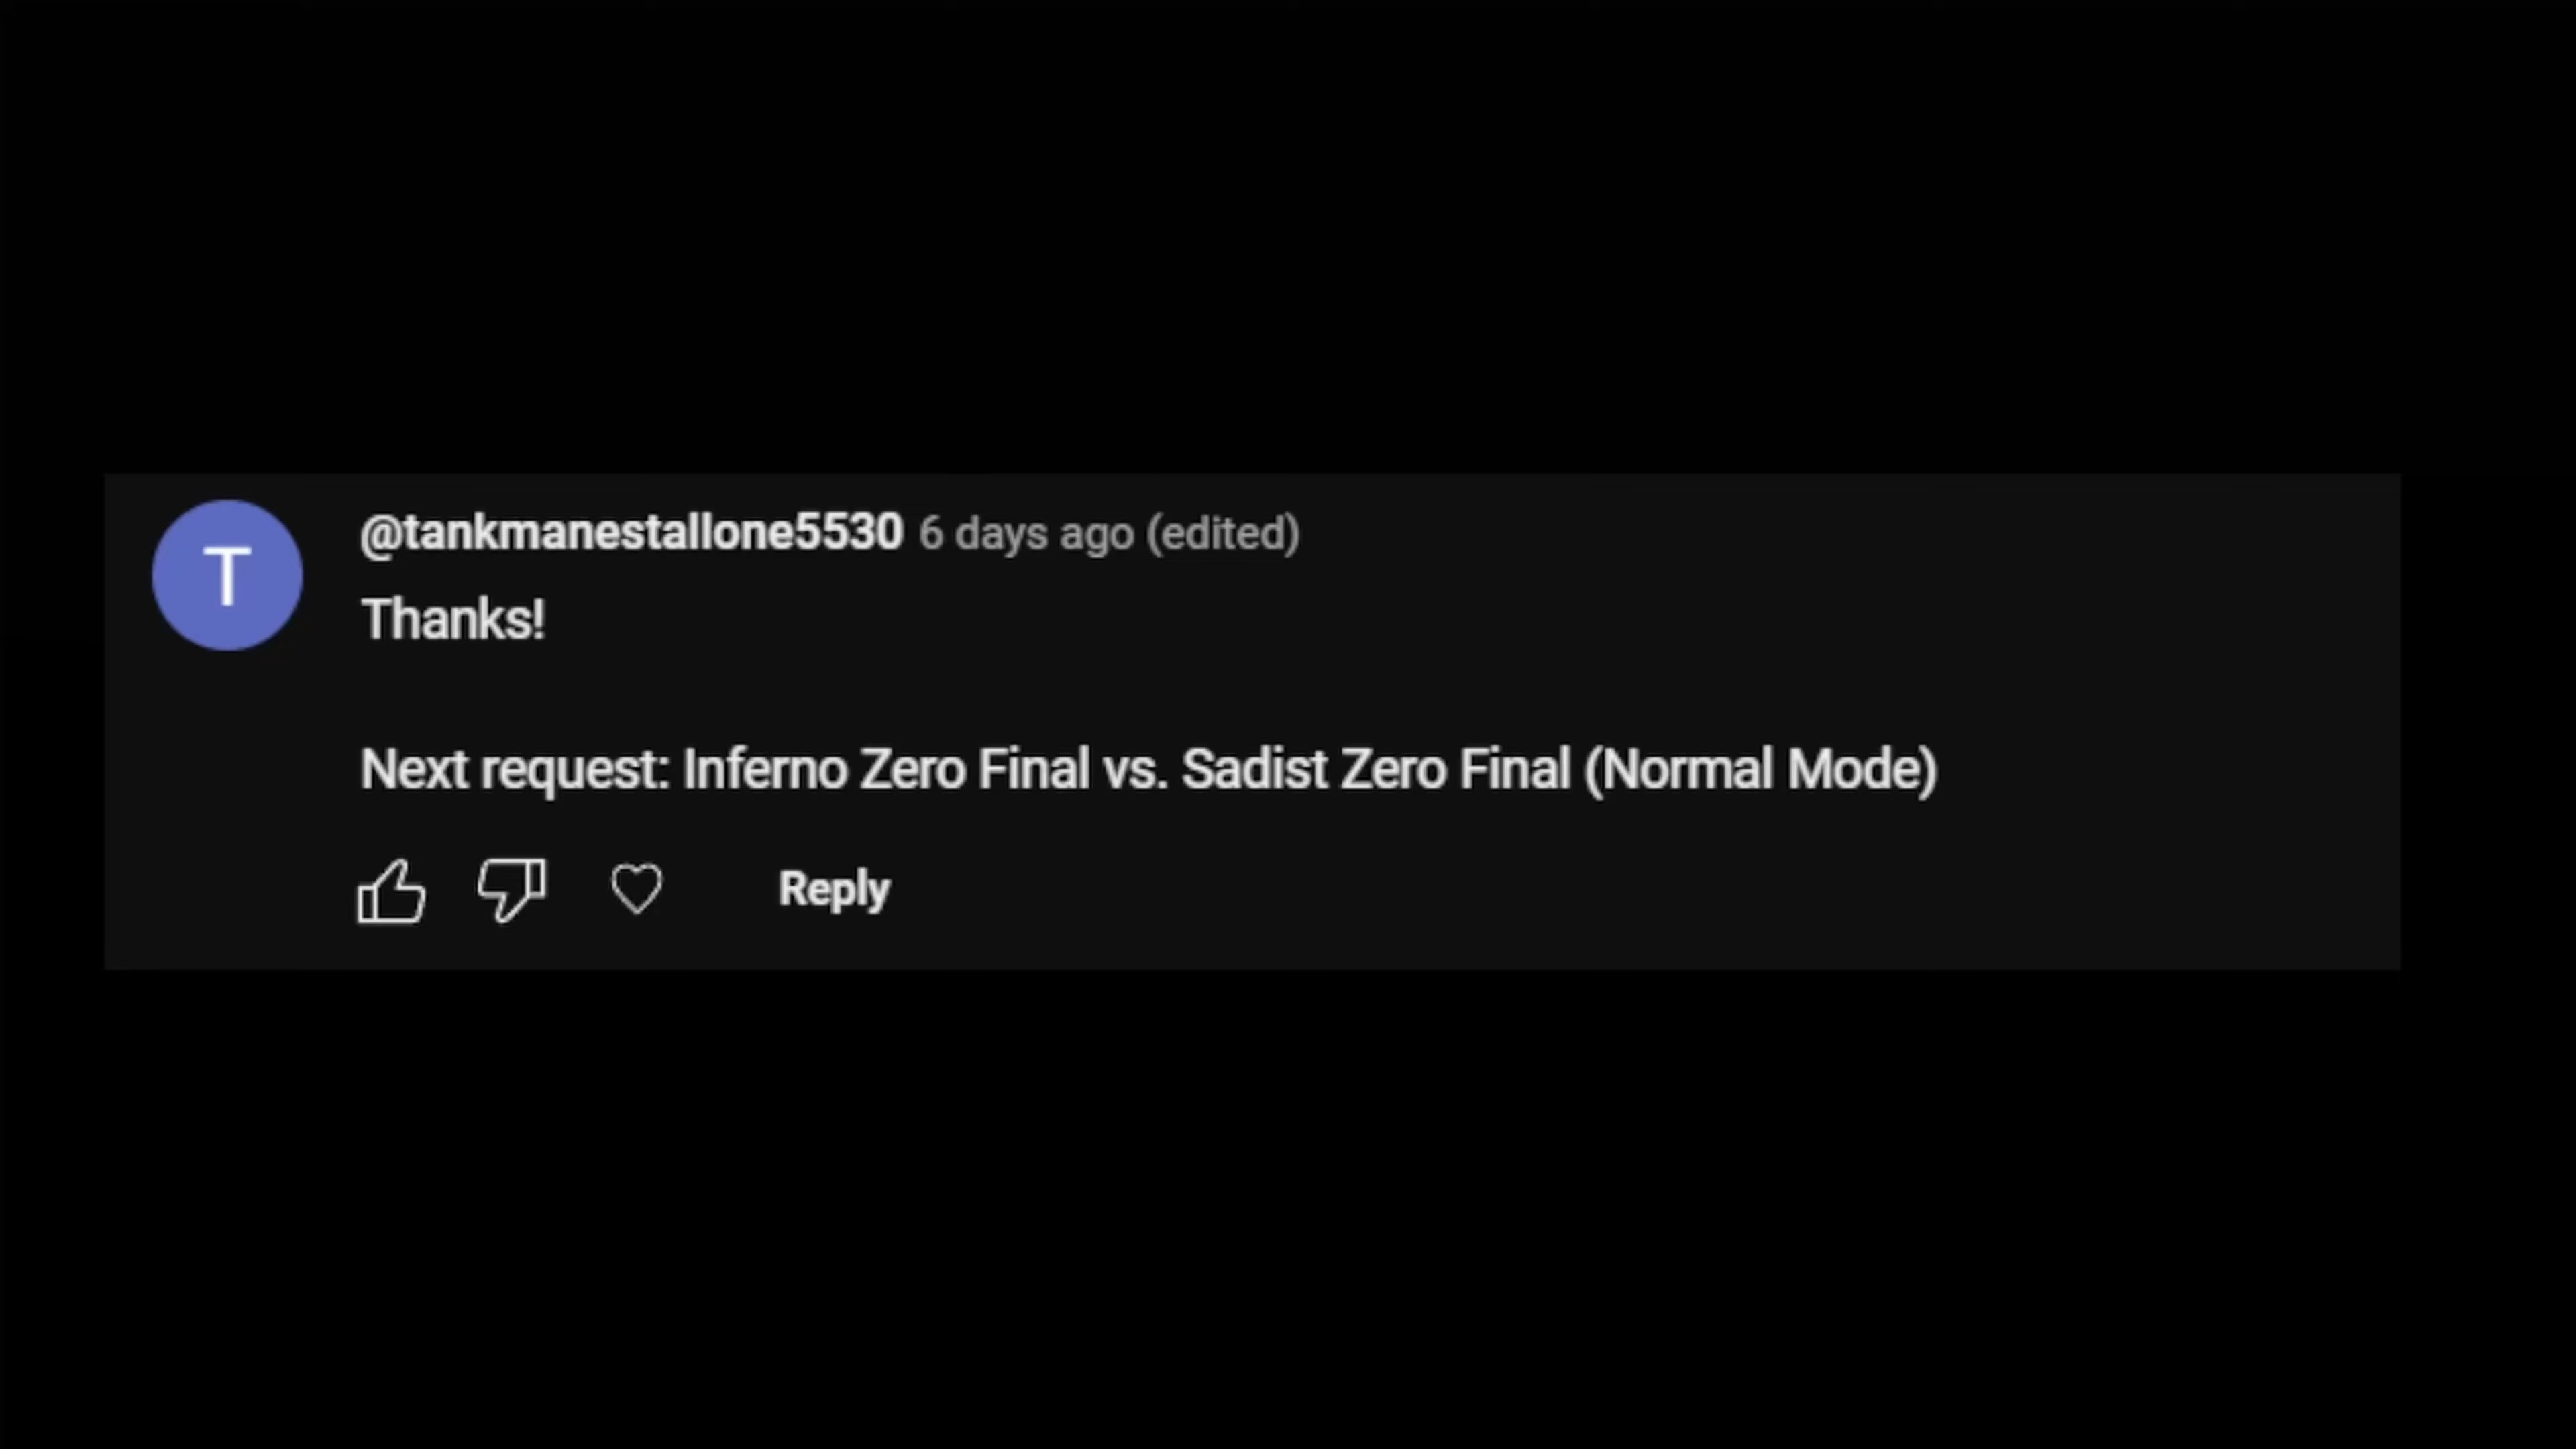 T
@tankmanestallone5530 6 days ago (edited)
Thanks!
Next request: Inferno Zero Final vs. Sadist Zero Final (Normal Mode)
Reply